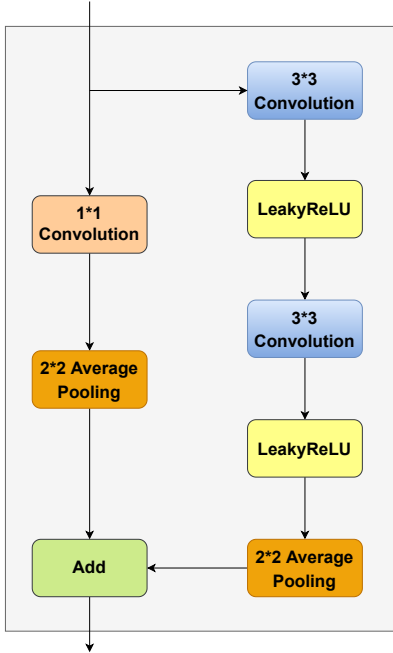 3*3
Convolution
1*1
Convolution
LeakyReLU
3*3
Convolution
2*2 Average
Pooling
LeakyReLU
Add
2*2 Average
Pooling